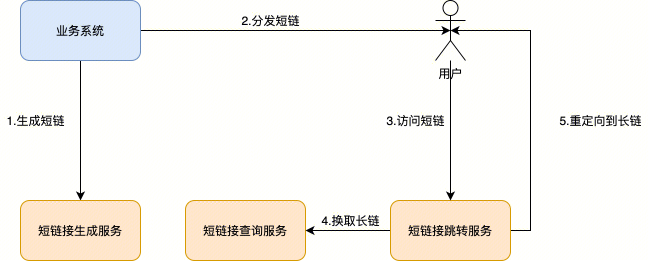 业务系统
2.分发短链
用户
1.生成短链
3.访问短链
5.重定向到长链
短链接生成服务
短链接查询服务
4.换取长链
短链接跳转服务